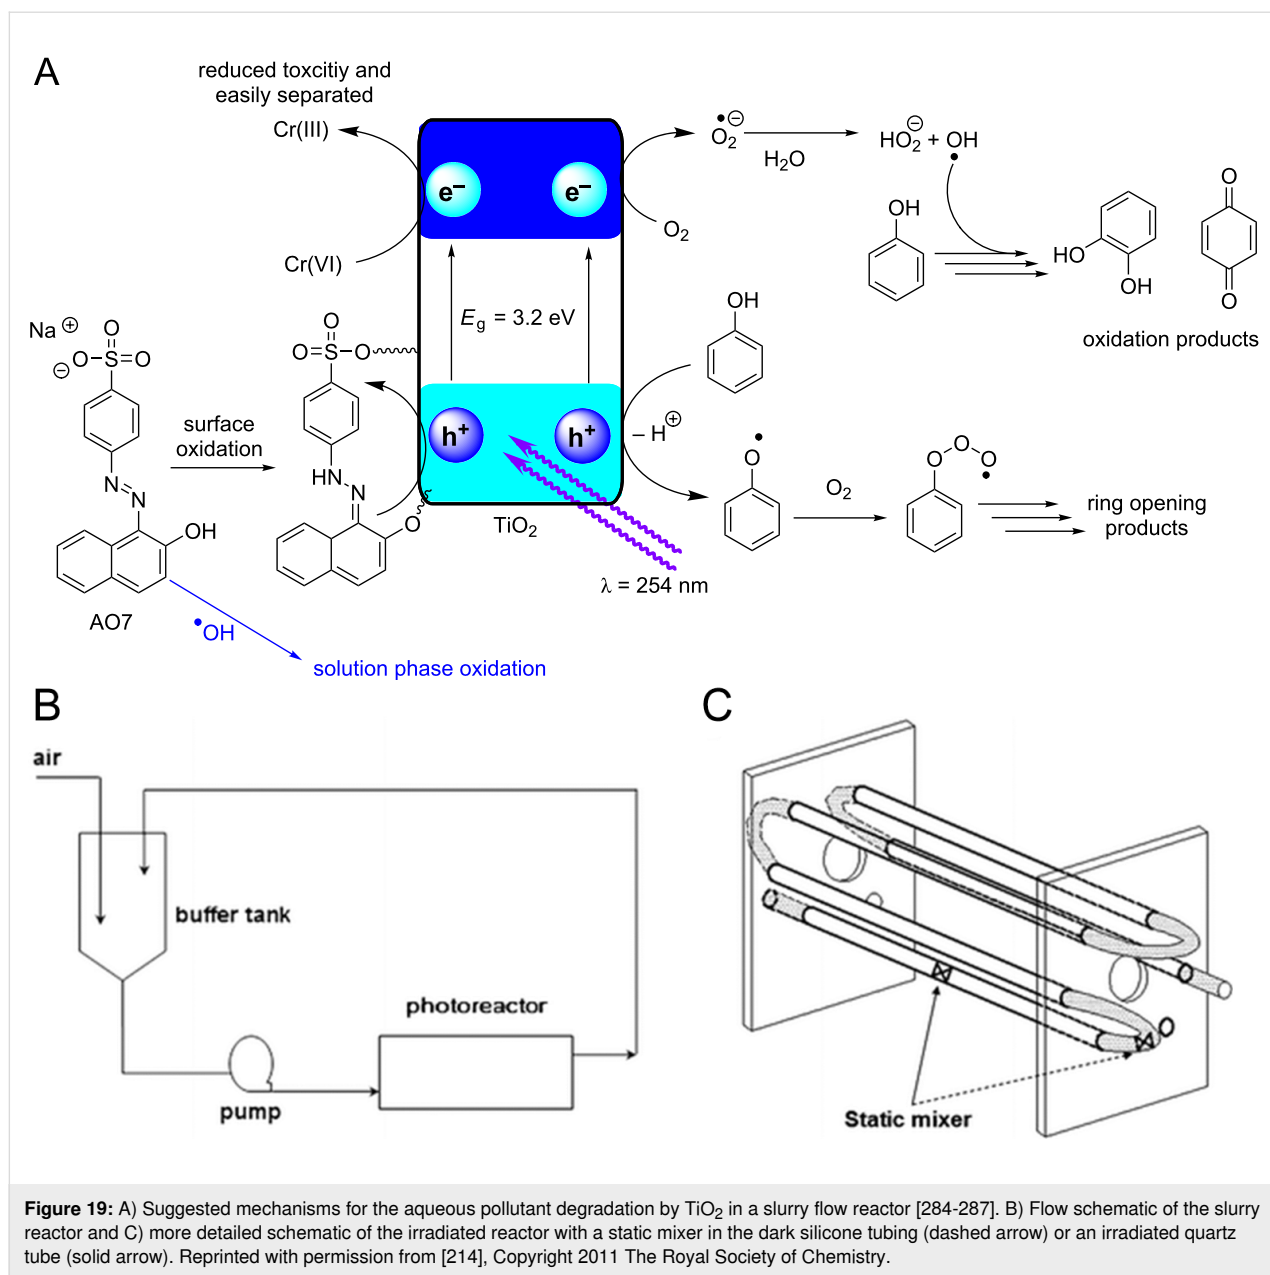 A
reduced toxcitiy and
easily separated
Cr(III)
Cr(VI)
e–
e–
O2•⊖
H2O
HO2⊖ + OH•
O2
OH
HO
OH
O
O
oxidation products
Eg = 3.2 eV
OH
Na⊕
⊖O–S=O
O
O
O=S–O
O
surface
oxidation
N=N
OH
AO7
HN
N
O
h+
h+
– H⊕
TiO2
λ = 254 nm
O•
O2
O
O
O•
ring opening
products
•OH
solution phase oxidation
B
air
buffer tank
pump
photoreactor
C
Static mixer
Figure 19: A) Suggested mechanisms for the aqueous pollutant degradation by TiO2 in a slurry flow reactor [284-287]. B) Flow schematic of the slurry
reactor and C) more detailed schematic of the irradiated reactor with a static mixer in the dark silicone tubing (dashed arrow) or an irradiated quartz
tube (solid arrow). Reprinted with permission from [214], Copyright 2011 The Royal Society of Chemistry.